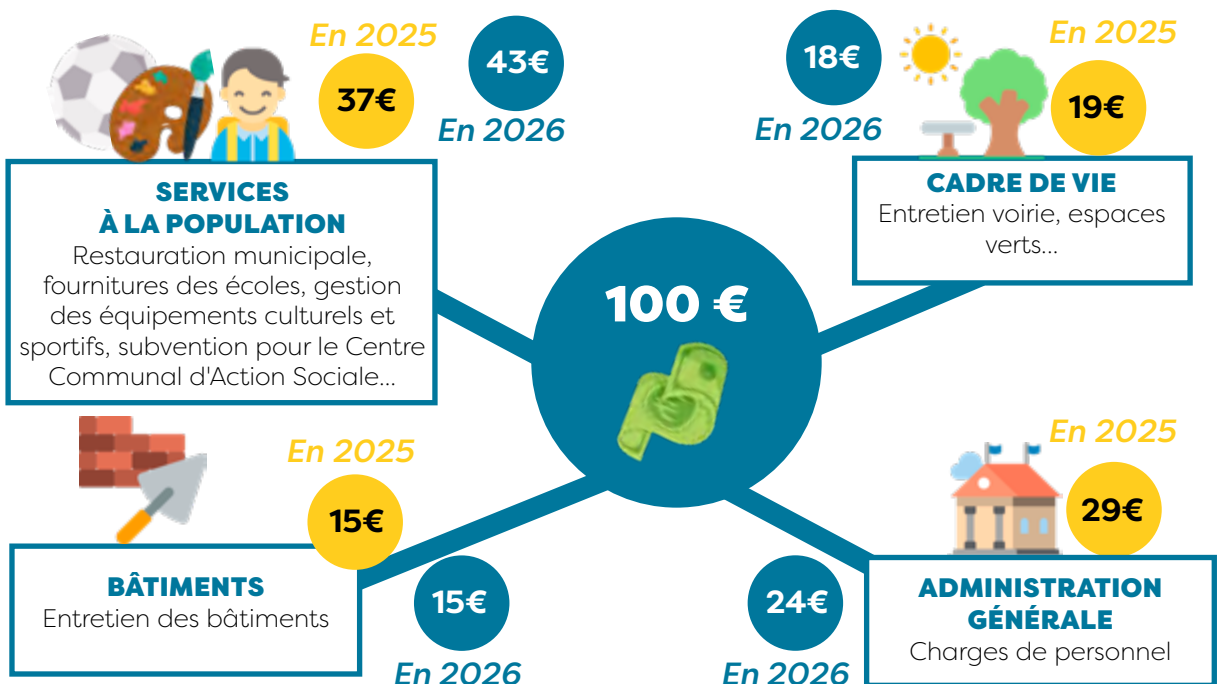 En 2025
37€
43€
En 2026
SERVICES
À LA POPULATION
Restauration municipale,
fournitures des écoles, gestion
des équipements culturels et
sportifs, subvention pour le Centre
Communal d'Action Sociale...
18€
En 2026
En 2025
19€
CADRE DE VIE
Entretien voirie, espaces
verts...
100 €
En 2025
15€
BÂTIMENTS
Entretien des bâtiments
15€
En 2026
En 2025
29€
24€
En 2026
ADMINISTRATION
GÉNÉRALE
Charges de personnel